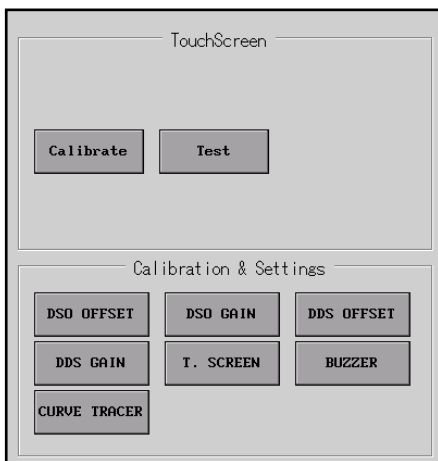 TouchScreen
Calibrate Test
Calibration & Settings
DSO OFFSET DSO GAIN DDS OFFSET
DDS GAIN T. SCREEN BUZZER
CURVE TRACER